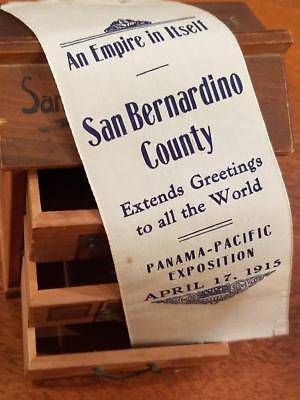 An Empire in Itself
San Bernardino
County
Extends Greetings
to all the World
PANAMA-PACIFIC
EXPOSITION
APRIL 17, 1915
San